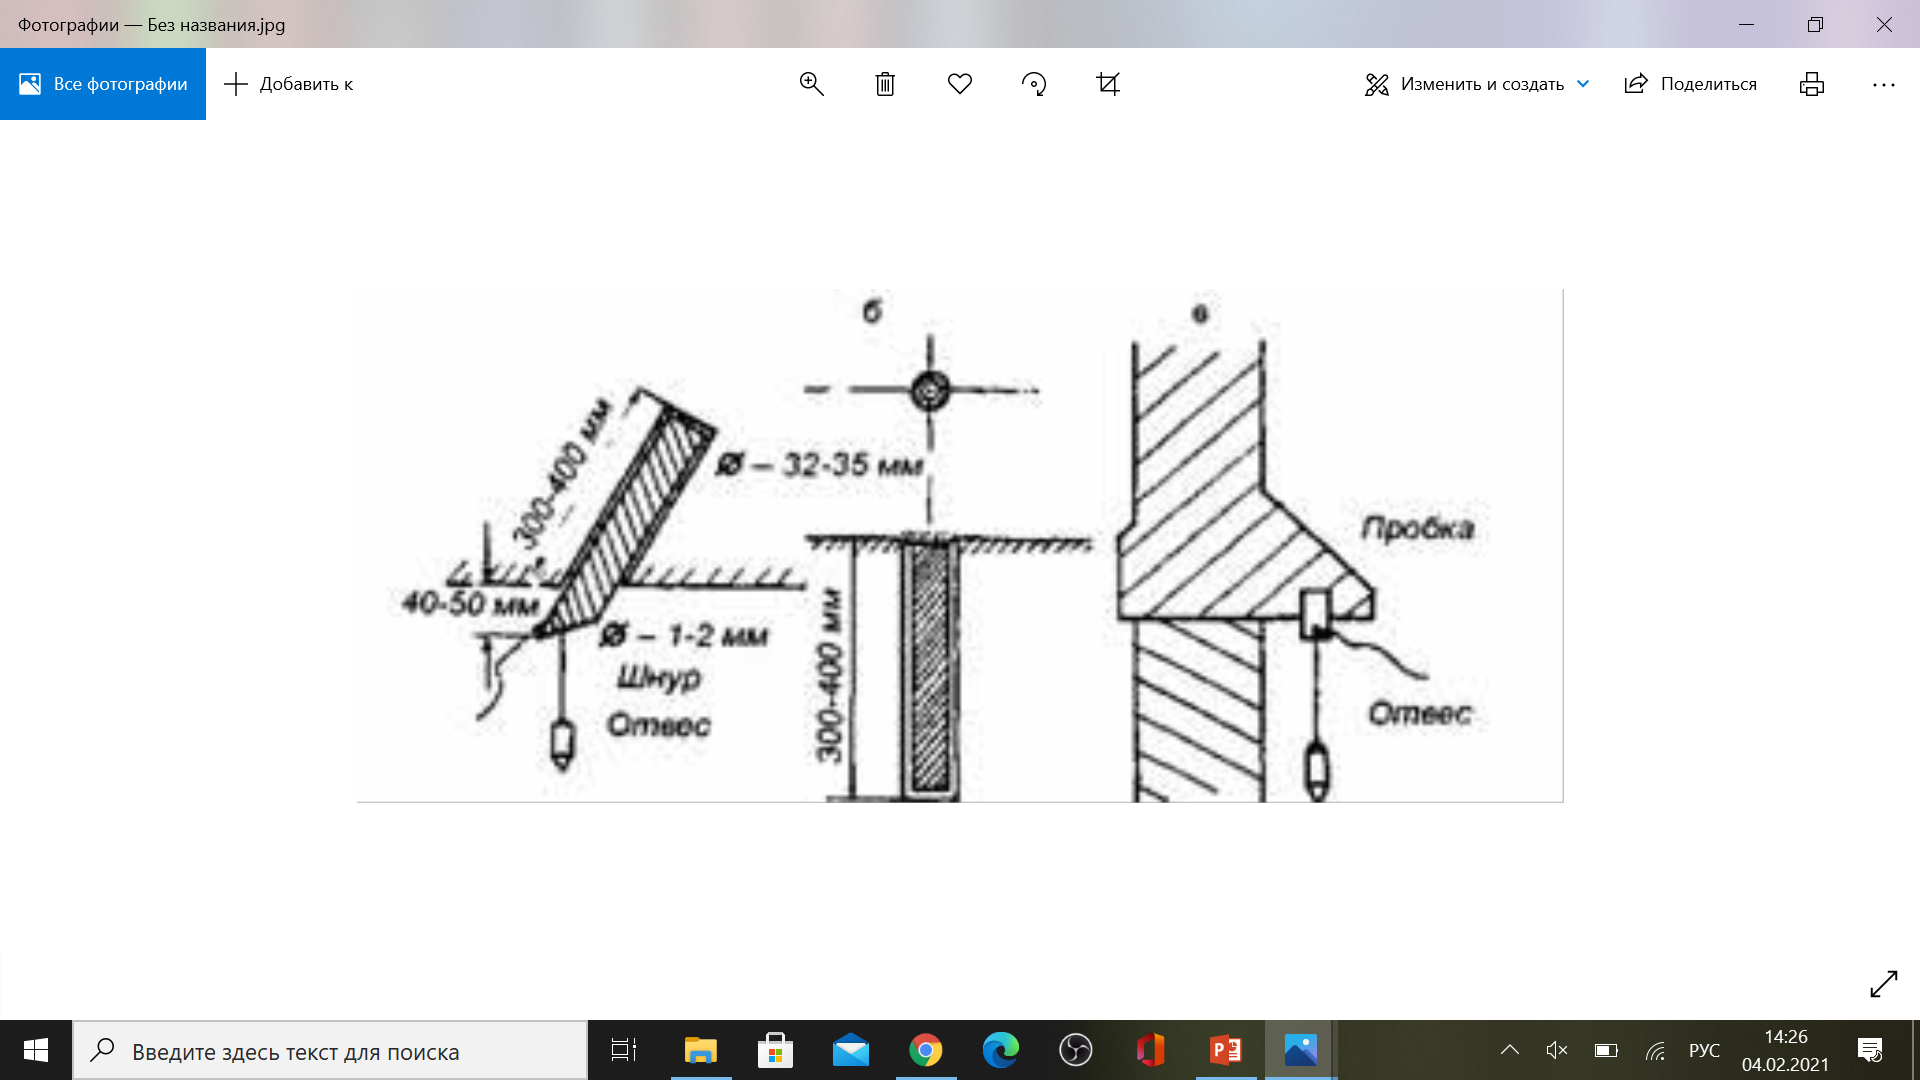 Фотографии — Без названия.jpg
Все фотографии
Добавить к
Изменить и создать
Поделиться
б
в
300-400 мм
Ø – 32-35 мм
Пробка
40-50 мм
Ø – 1-2 мм
Шнур
Отвес
300-400 мм
Отвес
Введите здесь текст для поиска
РУС
14:26
04.02.2021